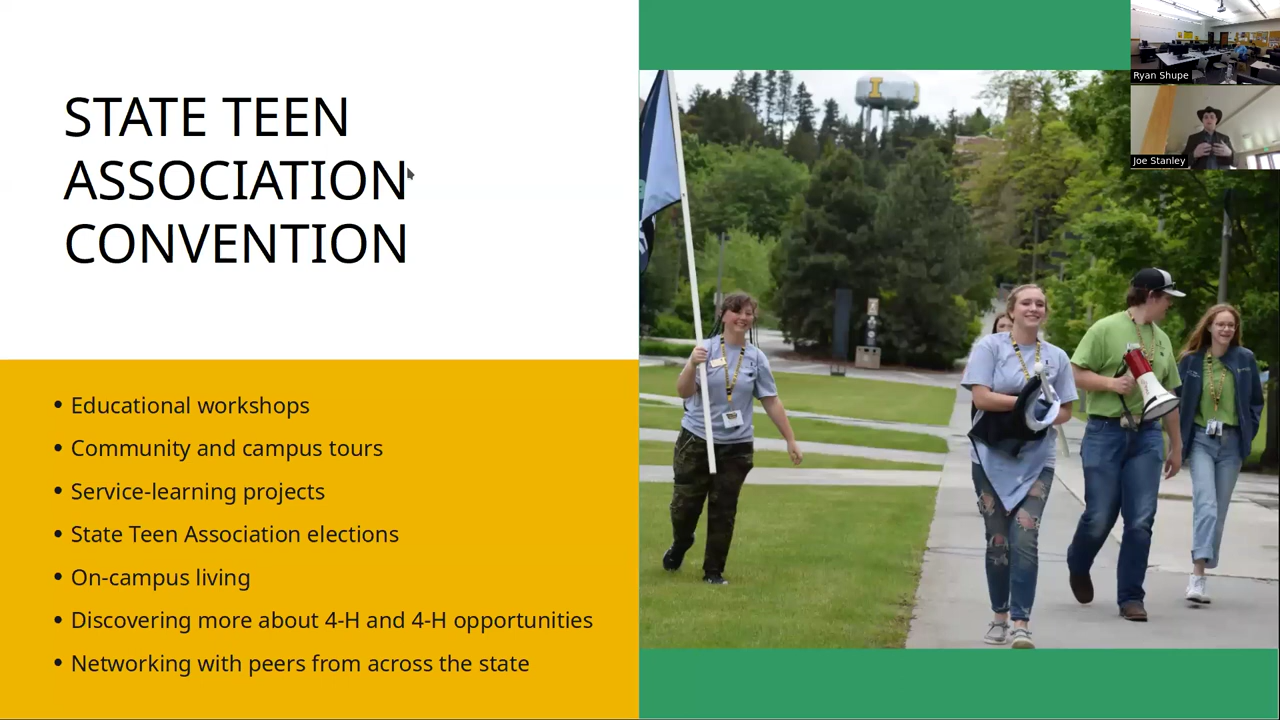 STATE TEEN
ASSOCIATION
CONVENTION
• Educational workshops
• Community and campus tours
• Service-learning projects
• State Teen Association elections
• On-campus living
• Discovering more about 4-H and 4-H opportunities
• Networking with peers from across the state
I
Ryan Shupe
Joe Stanley